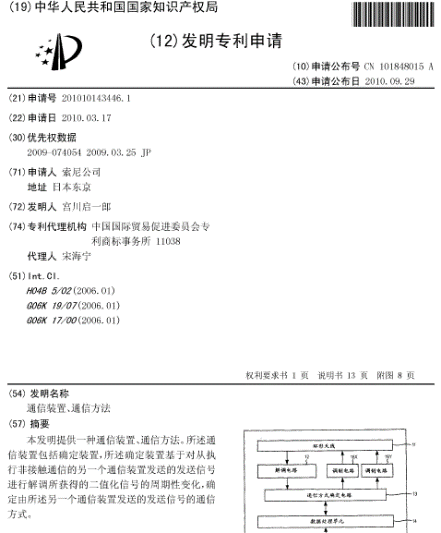 (19) 中华人民共和国国家知识产权局
(12) 发明专利申请
(10) 申请公布号 CN 101848015 A
(43) 申请公布日 2010.09.29
(21) 申请号 201010143446.1
(22) 申请日 2010.03.17
(30) 优先权数据
2009-074054 2009.03.25 JP
(71) 申请人 索尼公司
地址 日本东京
(72) 发明人 宫川启一郎
(74) 专利代理机构 中国国际贸易促进委员会专
利商标事务所 11038
代理人 宋海宁
(51) Int.Cl.
H04B 5/02 (2006.01)
G06K 19/07 (2006.01)
G06K 17/00 (2006.01)
权利要求书 1 页 说明书 13 页 附图 8 页
(54) 发明名称
通信装置、通信方法
(57) 摘要
本发明提供一种通信装置、通信方法。所述通
信装置包括确定装置,所述确定装置基于对从执
行非接触通信的另一个通信装置发送的发送信号
进行解调所获得的二值化信号的周期性变化,确
定由所述另一个通信装置发送的发送信号的通信
方式。
解调电路
调制电路
调制电路
通信方式确定电路
数据处理单元